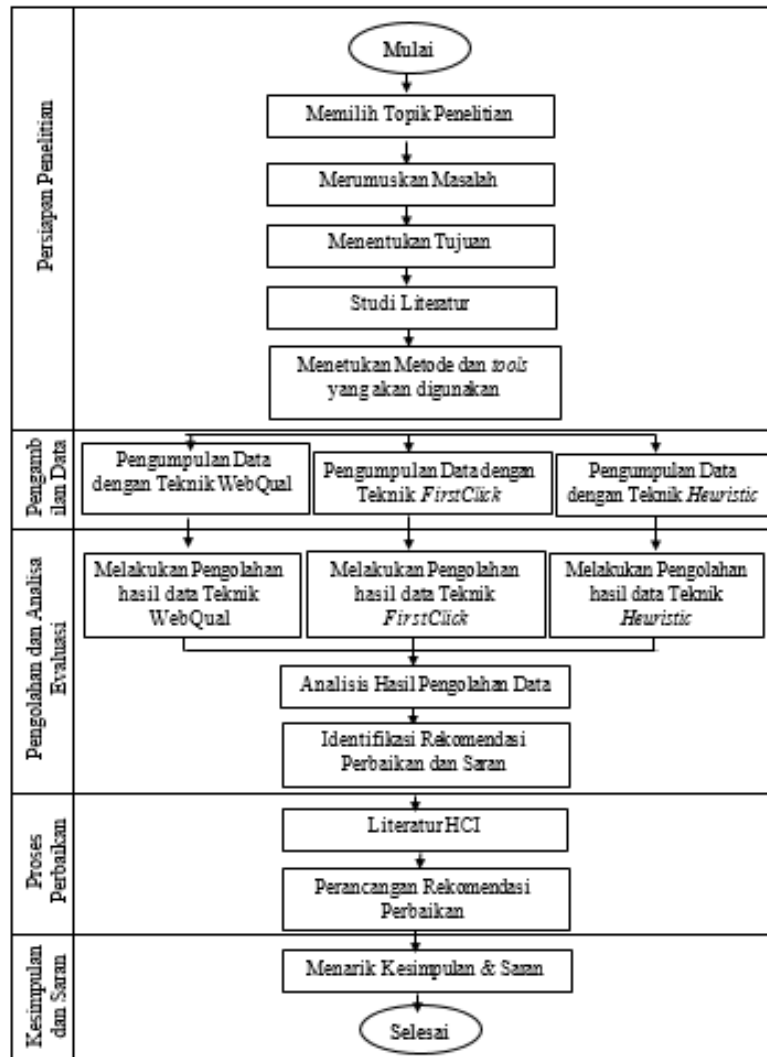 Persiapan Penelitian
Mulai
Memilih Topik Penelitian
Merumuskan Masalah
Menentukan Tujuan
Studi Literatur
Menetukan Metode dan tools
yang akan digunakan
Pengamb
ilan Data
Pengumpulan Data
dengan Teknik WebQual
Pengumpulan Data dengan
Teknik FirstClick
Pengumpulan Data
dengan Teknik Heuristic
Pengolahan dan Analisa
Evaluasi
Melakukan Pengolahan
hasil data Teknik
WebQual
Melakukan Pengolahan
hasil data Teknik
FirstClick
Melakukan Pengolahan
hasil data Teknik
Heuristic
Analisis Hasil Pengolahan Data
Identifikasi Rekomendasi
Perbaikan dan Saran
Proses
Perbaikan
Literatur HCI
Perancangan Rekomendasi
Perbaikan
Kesimpulan
dan Saran
Menarik Kesimpulan & Saran
Selesai